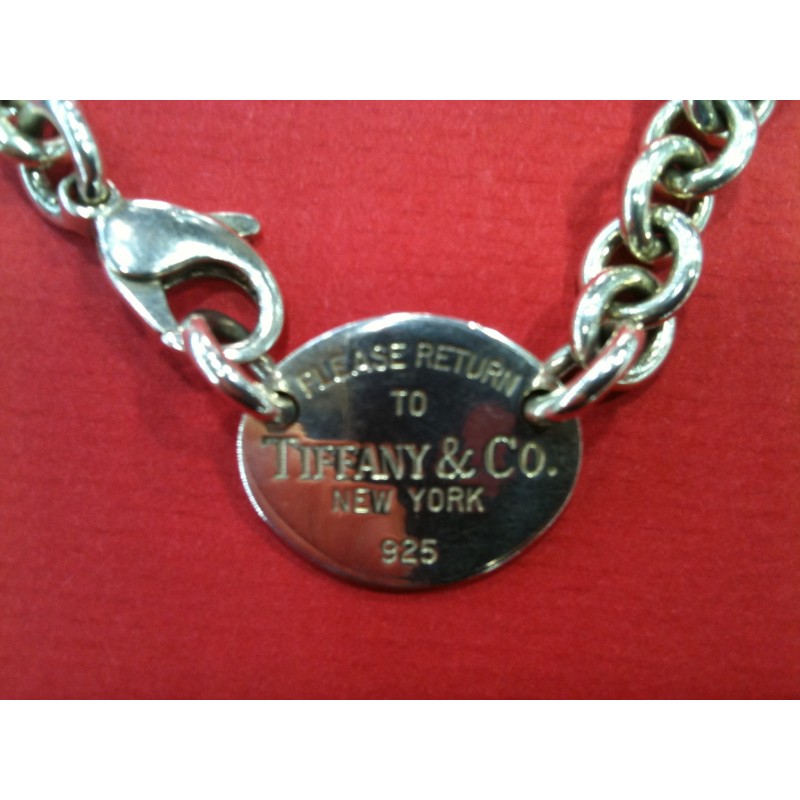 PLEASE RETURN
TO
TIFFANY & CO.
NEW YORK
925